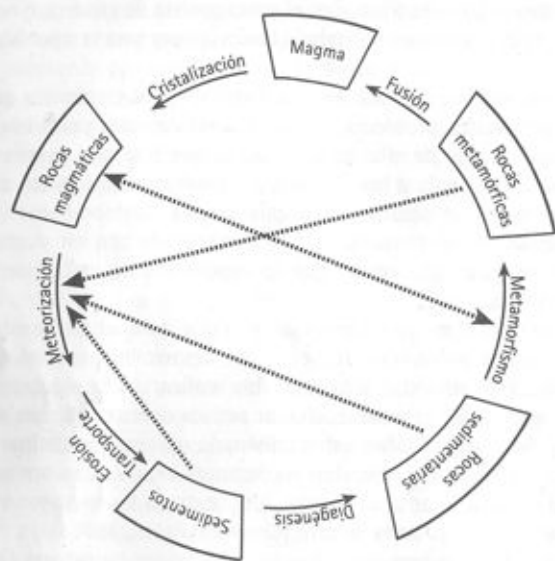 Magma
Cristalización
Fusión
Rocas
magmáticas
Rocas
metamórficas
Meteorización
Metamorfismo
Erosión
Transporte
Sedimentos
Diagénesis
Rocas
sedimentarias